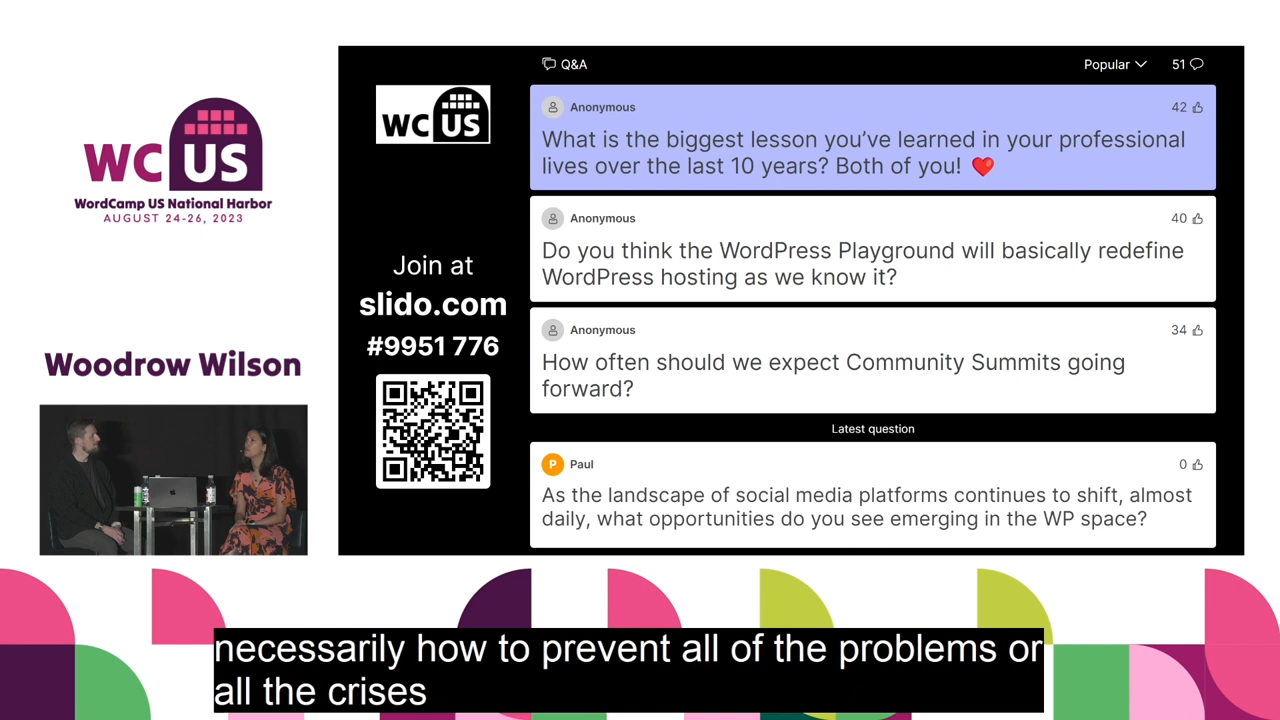 WC US
WordCamp US National Harbor
AUGUST 24-26, 2023
Woodrow Wilson
WC US
Join at
slido.com
#9951 776
Q&A
Popular
51
Anonymous
42
What is the biggest lesson you’ve learned in your professional
lives over the last 10 years? Both of you! ❤️
Anonymous
40
Do you think the WordPress Playground will basically redefine
WordPress hosting as we know it?
Anonymous
34
How often should we expect Community Summits going
forward?
Latest question
P
Paul
0
As the landscape of social media platforms continues to shift, almost
daily, what opportunities do you see emerging in the WP space?
necessarily how to prevent all of the problems or
all the crises